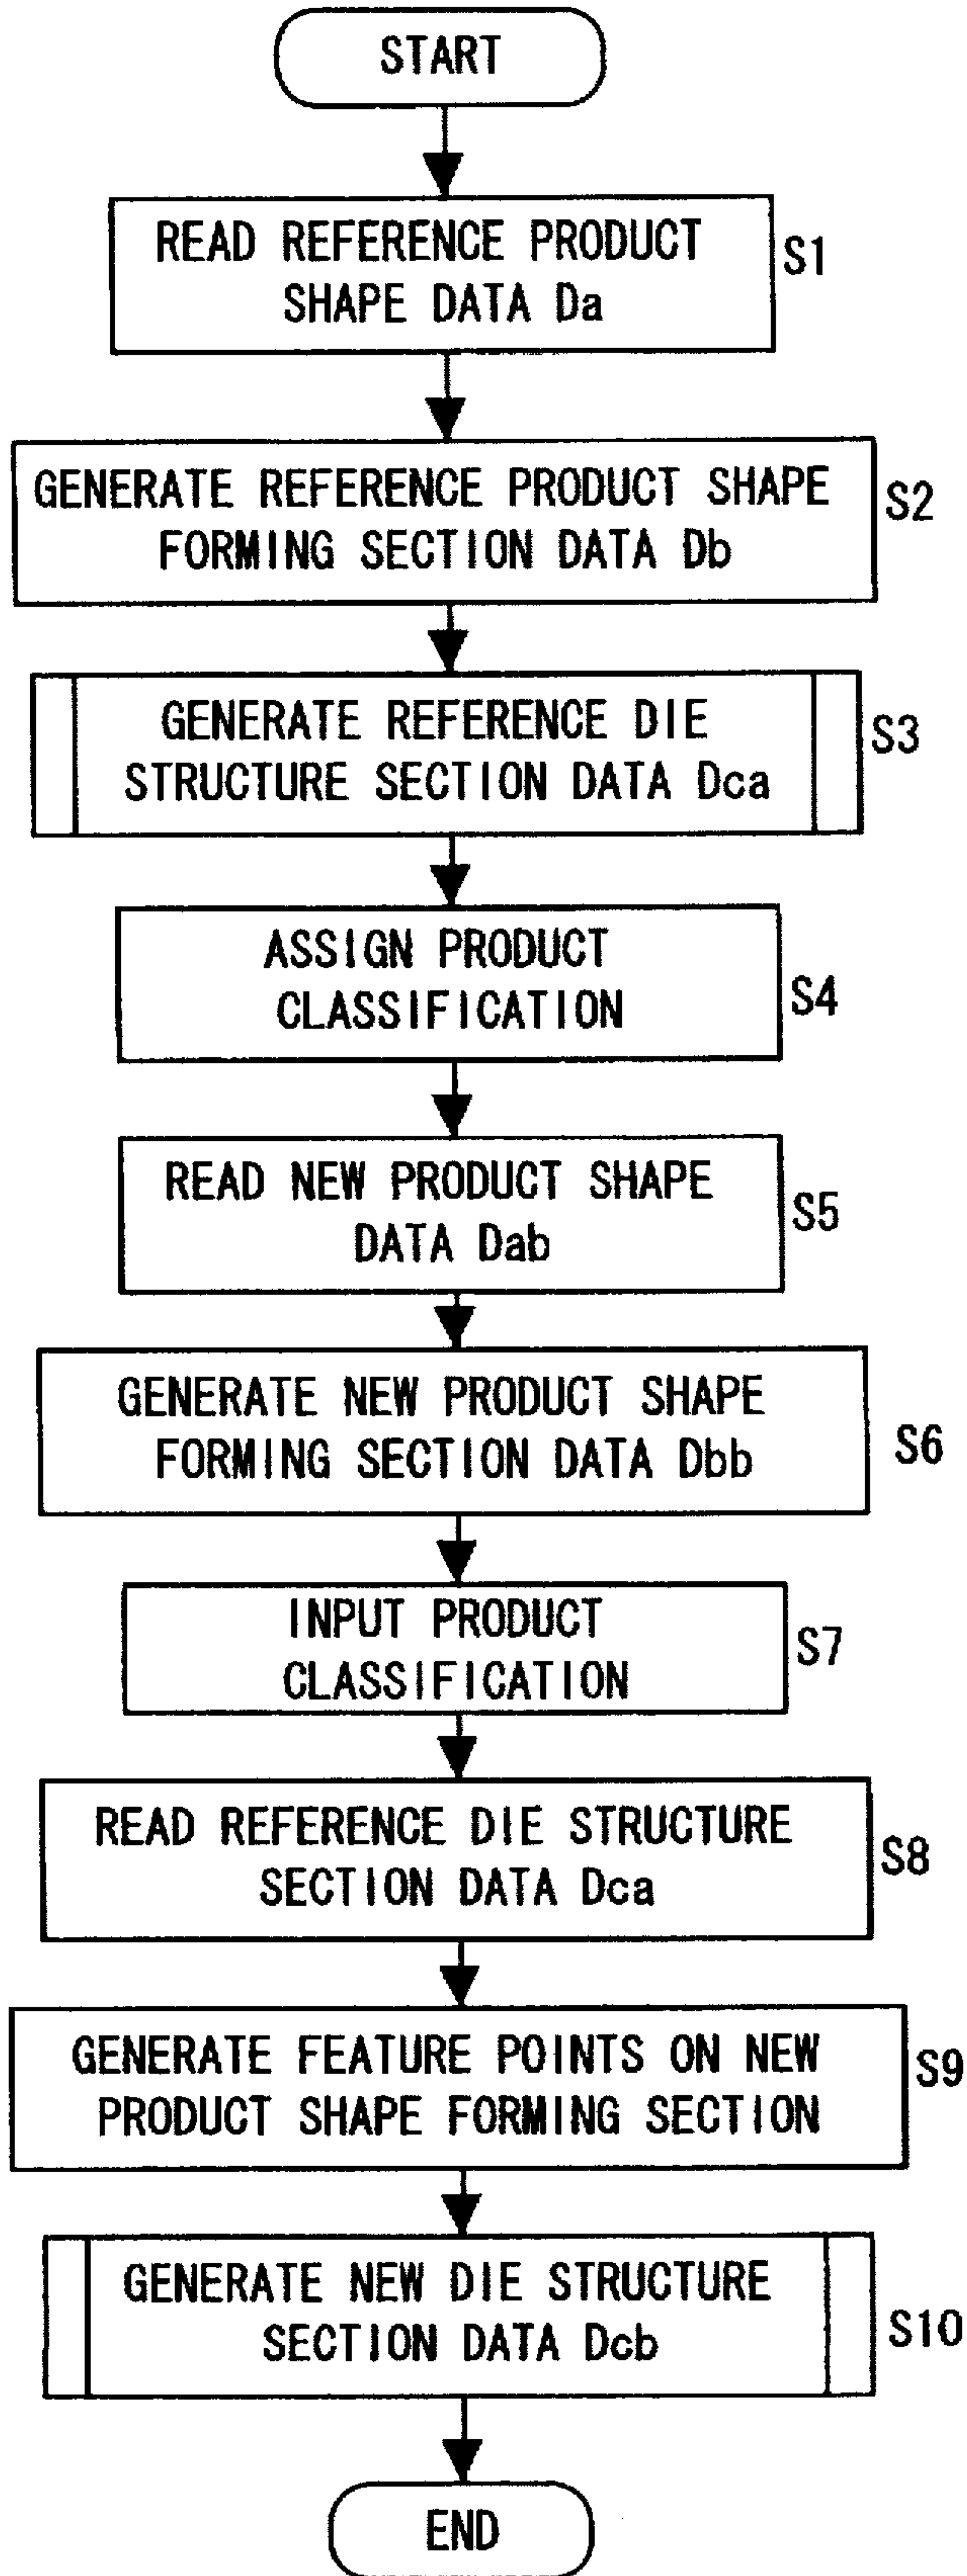 START
READ REFERENCE PRODUCT
SHAPE DATA Da
S1
GENERATE REFERENCE PRODUCT SHAPE
FORMING SECTION DATA Db
S2
GENERATE REFERENCE DIE
STRUCTURE SECTION DATA Dca
S3
ASSIGN PRODUCT
CLASSIFICATION
S4
READ NEW PRODUCT SHAPE
DATA Dab
S5
GENERATE NEW PRODUCT SHAPE
FORMING SECTION DATA Dbb
S6
INPUT PRODUCT
CLASSIFICATION
S7
READ REFERENCE DIE STRUCTURE
SECTION DATA Dca
S8
GENERATE FEATURE POINTS ON NEW
PRODUCT SHAPE FORMING SECTION
S9
GENERATE NEW DIE STRUCTURE
SECTION DATA Dcb
S10
END